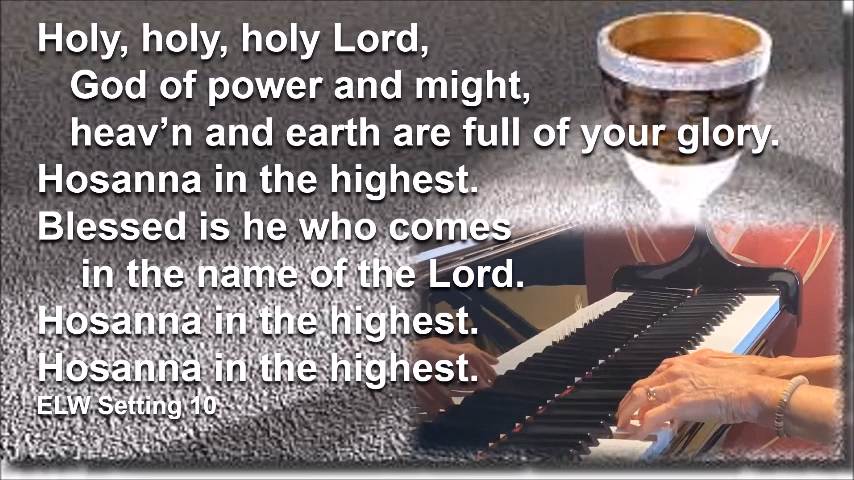 Holy, holy, holy Lord,
God of power and might,
heav’n and earth are full of your glory.
Hosanna in the highest.
Blessed is he who comes
in the name of the Lord.
Hosanna in the highest.
Hosanna in the highest.
ELW Setting 10